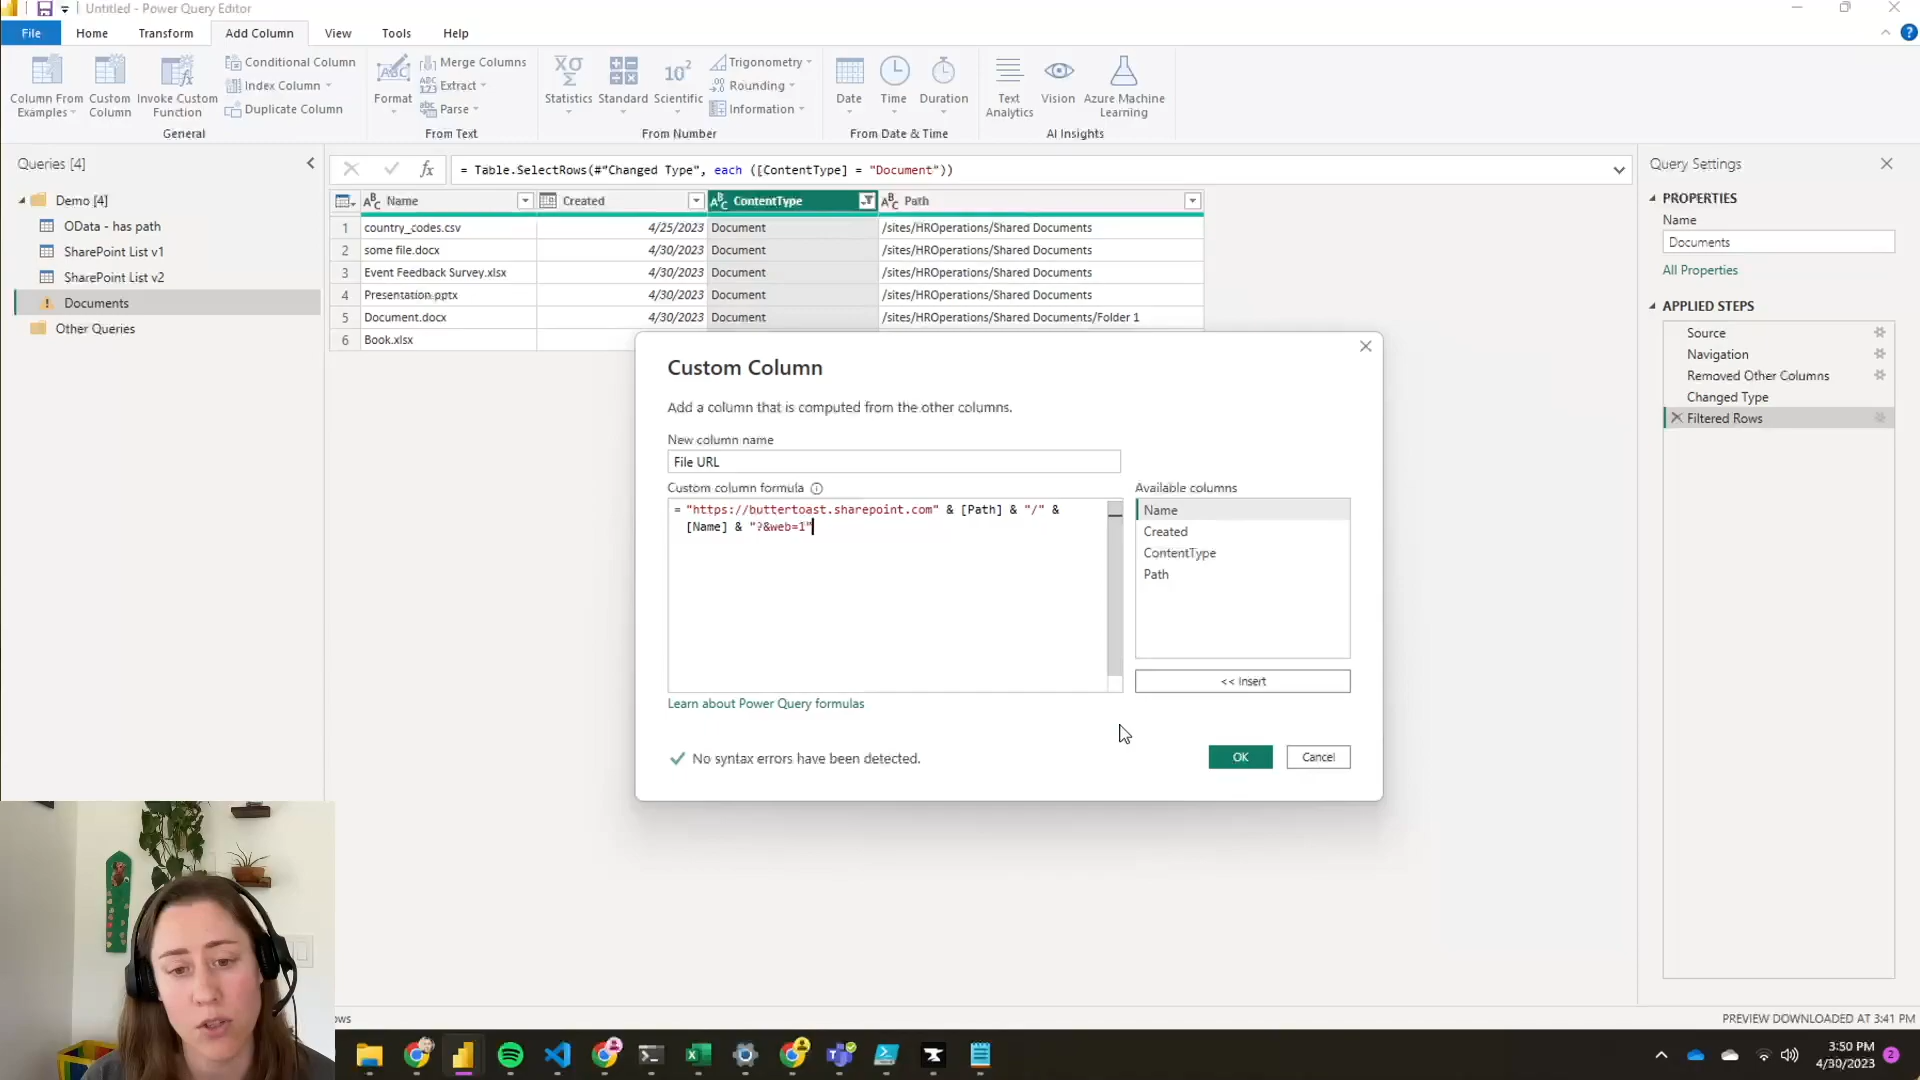 Untitled - Power Query Editor
File
Home
Transform
Add Column
View
Tools
Help
Column From
Examples
Custom
Column
Invoke Custom
Function
Conditional Column
Index Column
Duplicate Column
General
Format
Merge Columns
Extract
Parse
From Text
Statistics
Standard
Scientific
Trigonometry
Rounding
Information
From Number
Date
Time
Duration
From Date & Time
Text
Analytics
Vision
Azure Machine
Learning
AI Insights
Queries [4]
Demo [4]
OData - has path
SharePoint List v1
SharePoint List v2
Documents
Other Queries
fx
= Table.SelectRows(#"Changed Type", each ([ContentType] = "Document"))
Name Created ContentType Path
1 country_codes.csv 4/25/2023 Document /sites/HROperations/Shared Documents
2 some file.docx 4/30/2023 Document /sites/HROperations/Shared Documents
3 Event Feedback Survey.xlsx 4/30/2023 Document /sites/HROperations/Shared Documents
4 Presentation.pptx 4/30/2023 Document /sites/HROperations/Shared Documents
5 Document.docx 4/30/2023 Document /sites/HROperations/Shared Documents/Folder 1
6 Book.xlsx
Custom Column
Add a column that is computed from the other columns.
New column name
File URL
Custom column formula
= "https://buttertoast.sharepoint.com" & [Path] & "/" &
[Name] & "?&web=1"
Available columns
Name
Created
ContentType
Path
<< Insert
Learn about Power Query formulas
No syntax errors have been detected.
OK
Cancel
Query Settings
PROPERTIES
Name
Documents
All Properties
APPLIED STEPS
Source
Navigation
Removed Other Columns
Changed Type
Filtered Rows
ows
PREVIEW DOWNLOADED AT 3:41 PM
3:50 PM
4/30/2023
2